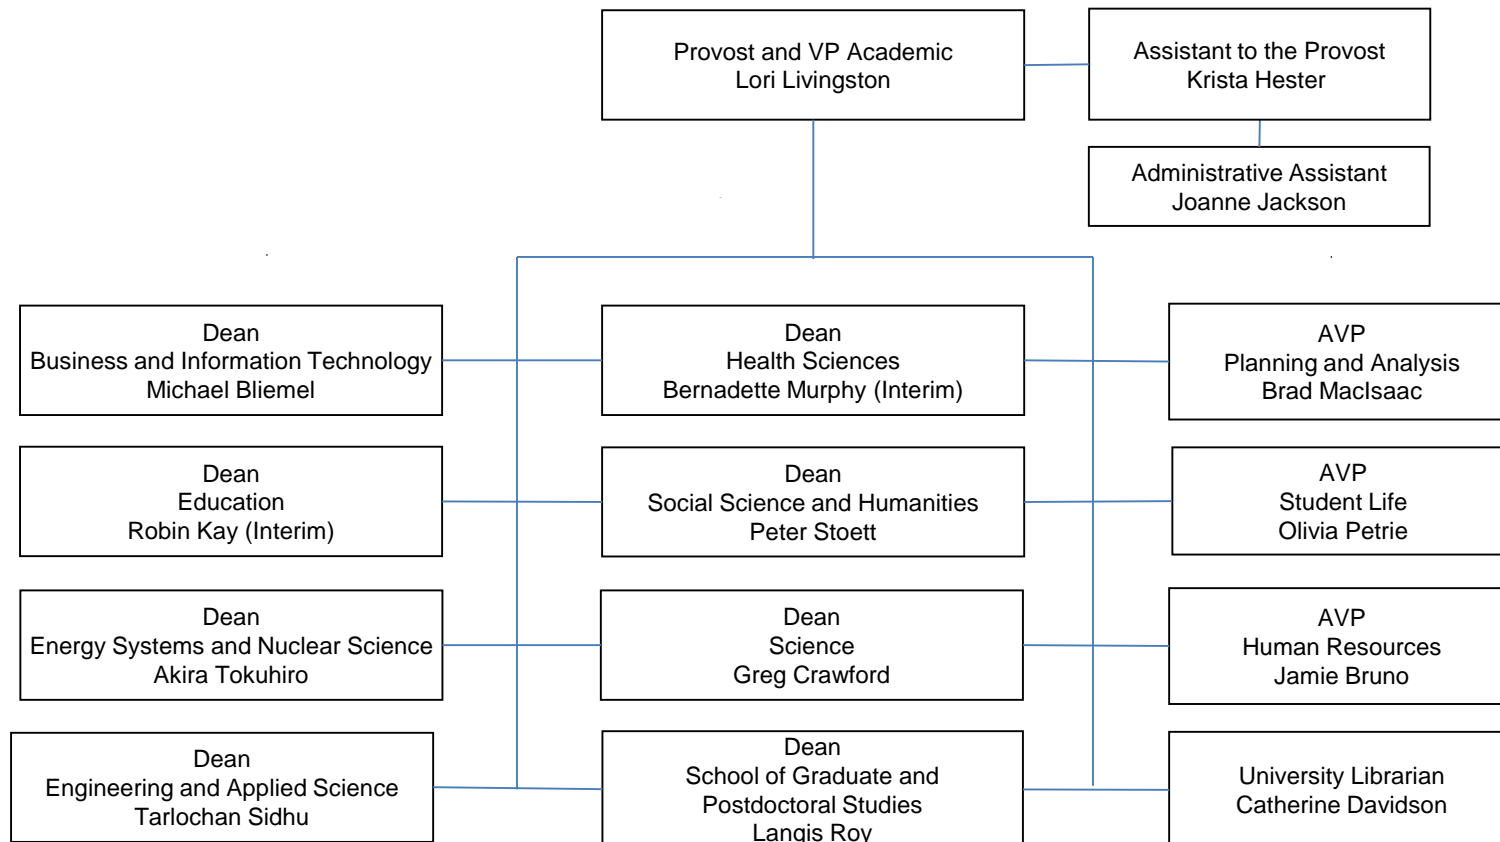 Provost and VP Academic
Lori Livingston
Assistant to the Provost
Krista Hester
Administrative Assistant
Joanne Jackson
Dean
Business and Information Technology
Michael Bliemel
Dean
Health Sciences
Bernadette Murphy (Interim)
AVP
Planning and Analysis
Brad MacIsaac
Dean
Education
Robin Kay (Interim)
Dean
Social Science and Humanities
Peter Stoett
AVP
Student Life
Olivia Petrie
Dean
Energy Systems and Nuclear Science
Akira Tokuhiro
Dean
Science
Greg Crawford
AVP
Human Resources
Jamie Bruno
Dean
Engineering and Applied Science
Tarlochan Sidhu
Dean
School of Graduate and
Postdoctoral Studies
Langis Roy
University Librarian
Catherine Davidson